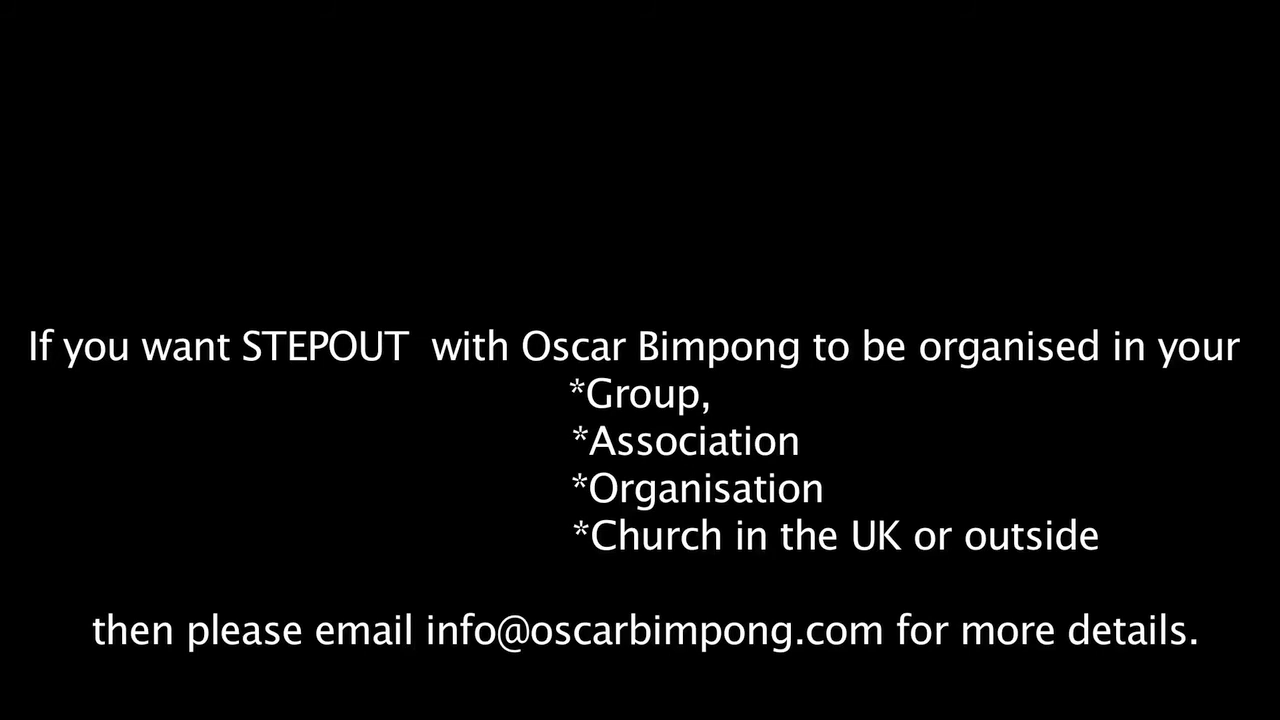 If you want STEPOUT  with Oscar Bimpong to be organised in your
*Group,
*Association
*Organisation
*Church in the UK or outside
then please email info@oscarbimpong.com for more details.